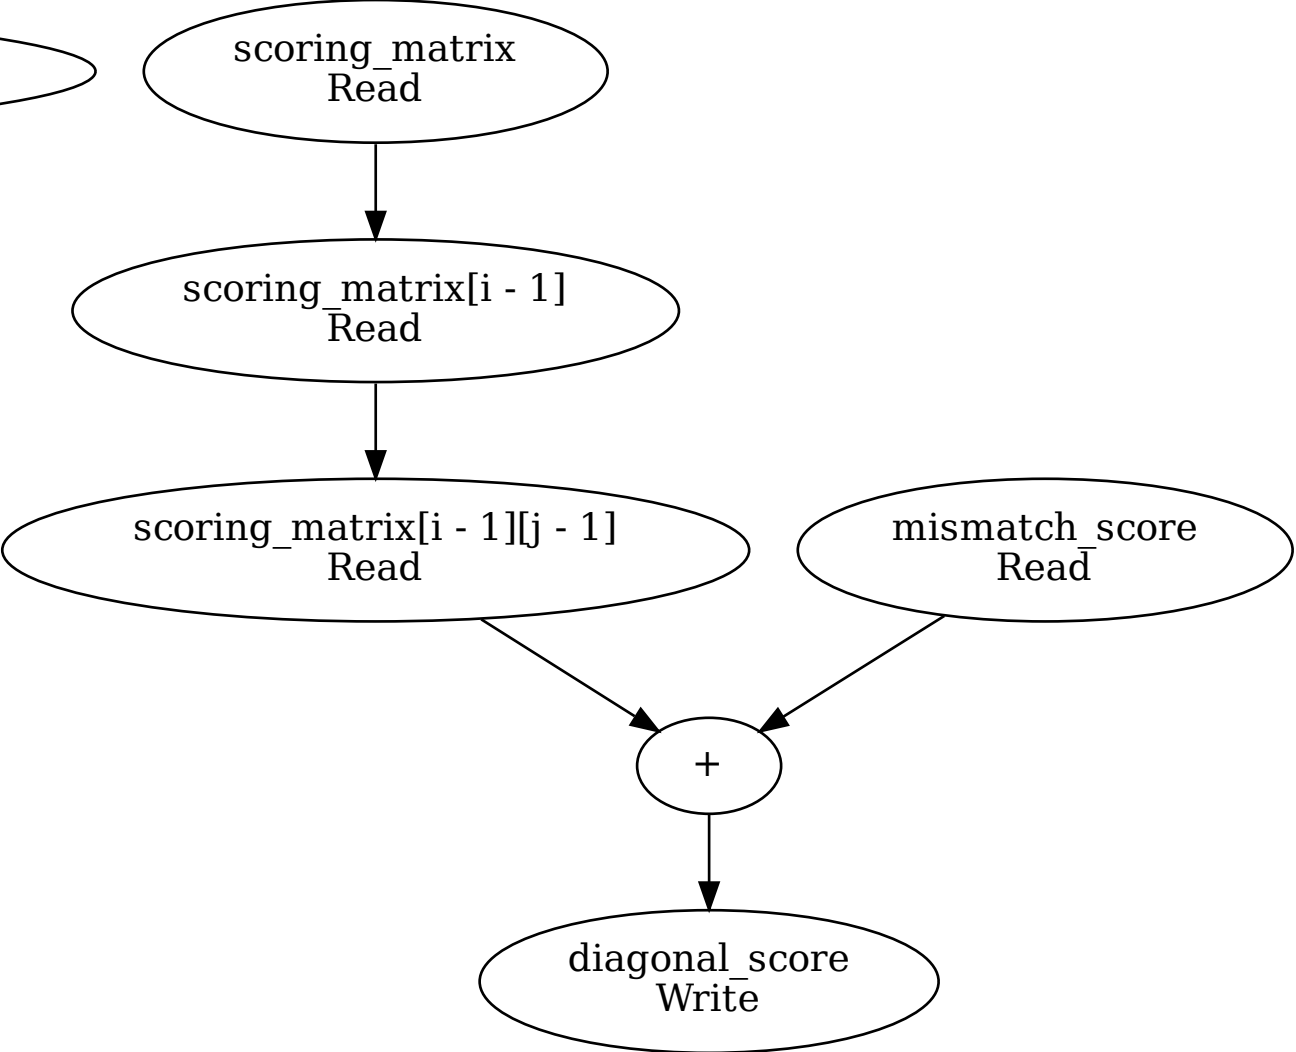 scoring_matrix
Read
scoring_matrix[i - 1]
Read
scoring_matrix[i - 1][j - 1]
Read
mismatch_score
Read
+
diagonal_score
Write